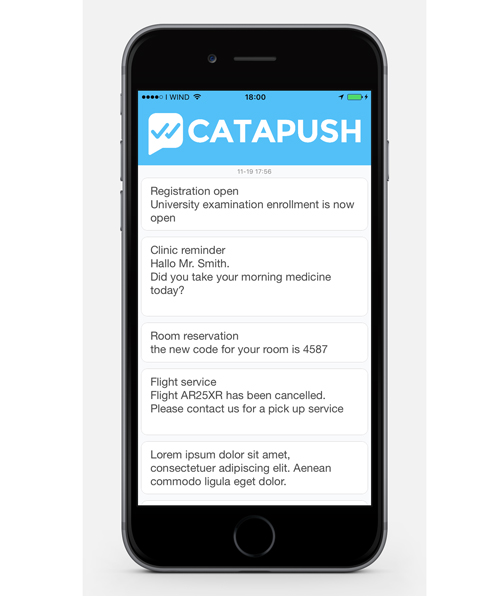 I WIND 18:00
CATAPUSH
11-19 17:56
Registration open
University examination enrollment is now
open
Clinic reminder
Hallo Mr. Smith.
Did you take your morning medicine
today?
Room reservation
the new code for your room is 4587
Flight service
Flight AR25XR has been cancelled.
Please contact us for a pick up service
Lorem ipsum dolor sit amet,
consectetuer adipiscing elit. Aenean
commodo ligula eget dolor.